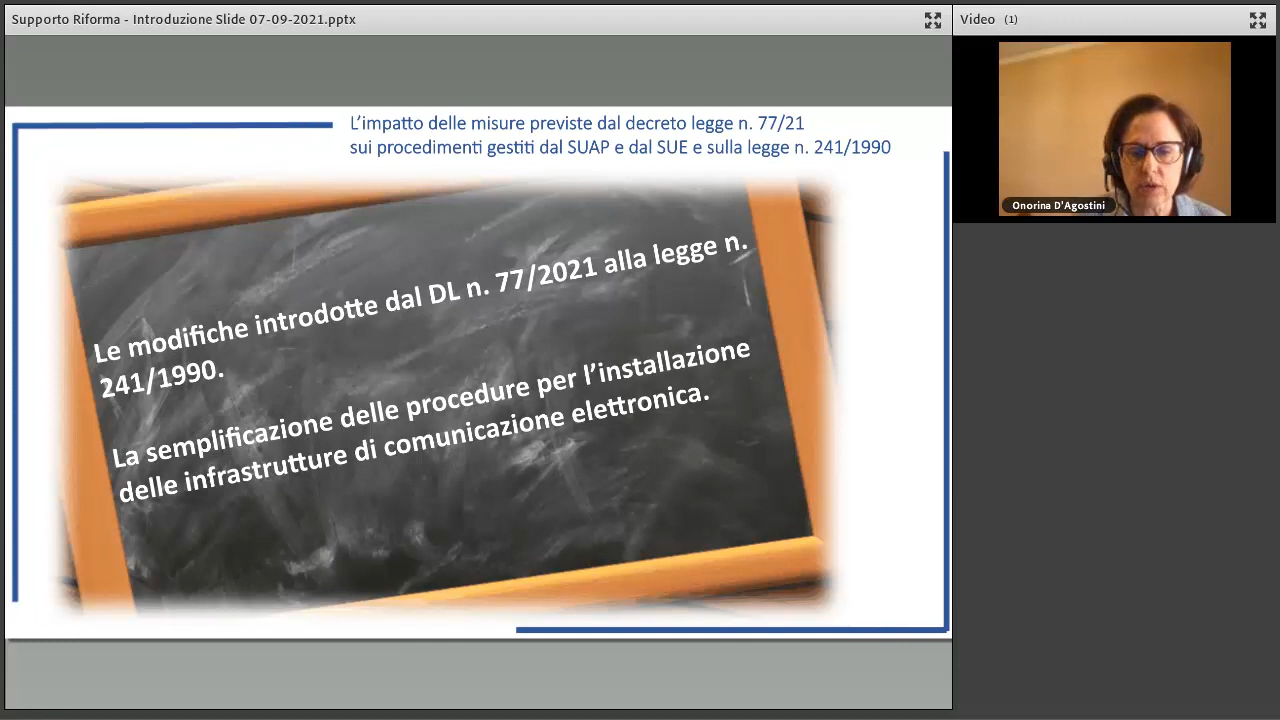 Supporto Riforma - Introduzione Slide 07-09-2021.pptx
Video (1)
L'impatto delle misure previste dal decreto legge n. 77/21
sui procedimenti gestiti dal SUAP e dal SUE e sulla legge n. 241/1990
Le modifiche introdotte dal DL n. 77/2021 alla legge n.
241/1990.
La semplificazione delle procedure per l'installazione
delle infrastrutture di comunicazione elettronica.
Onorina D'Agostini